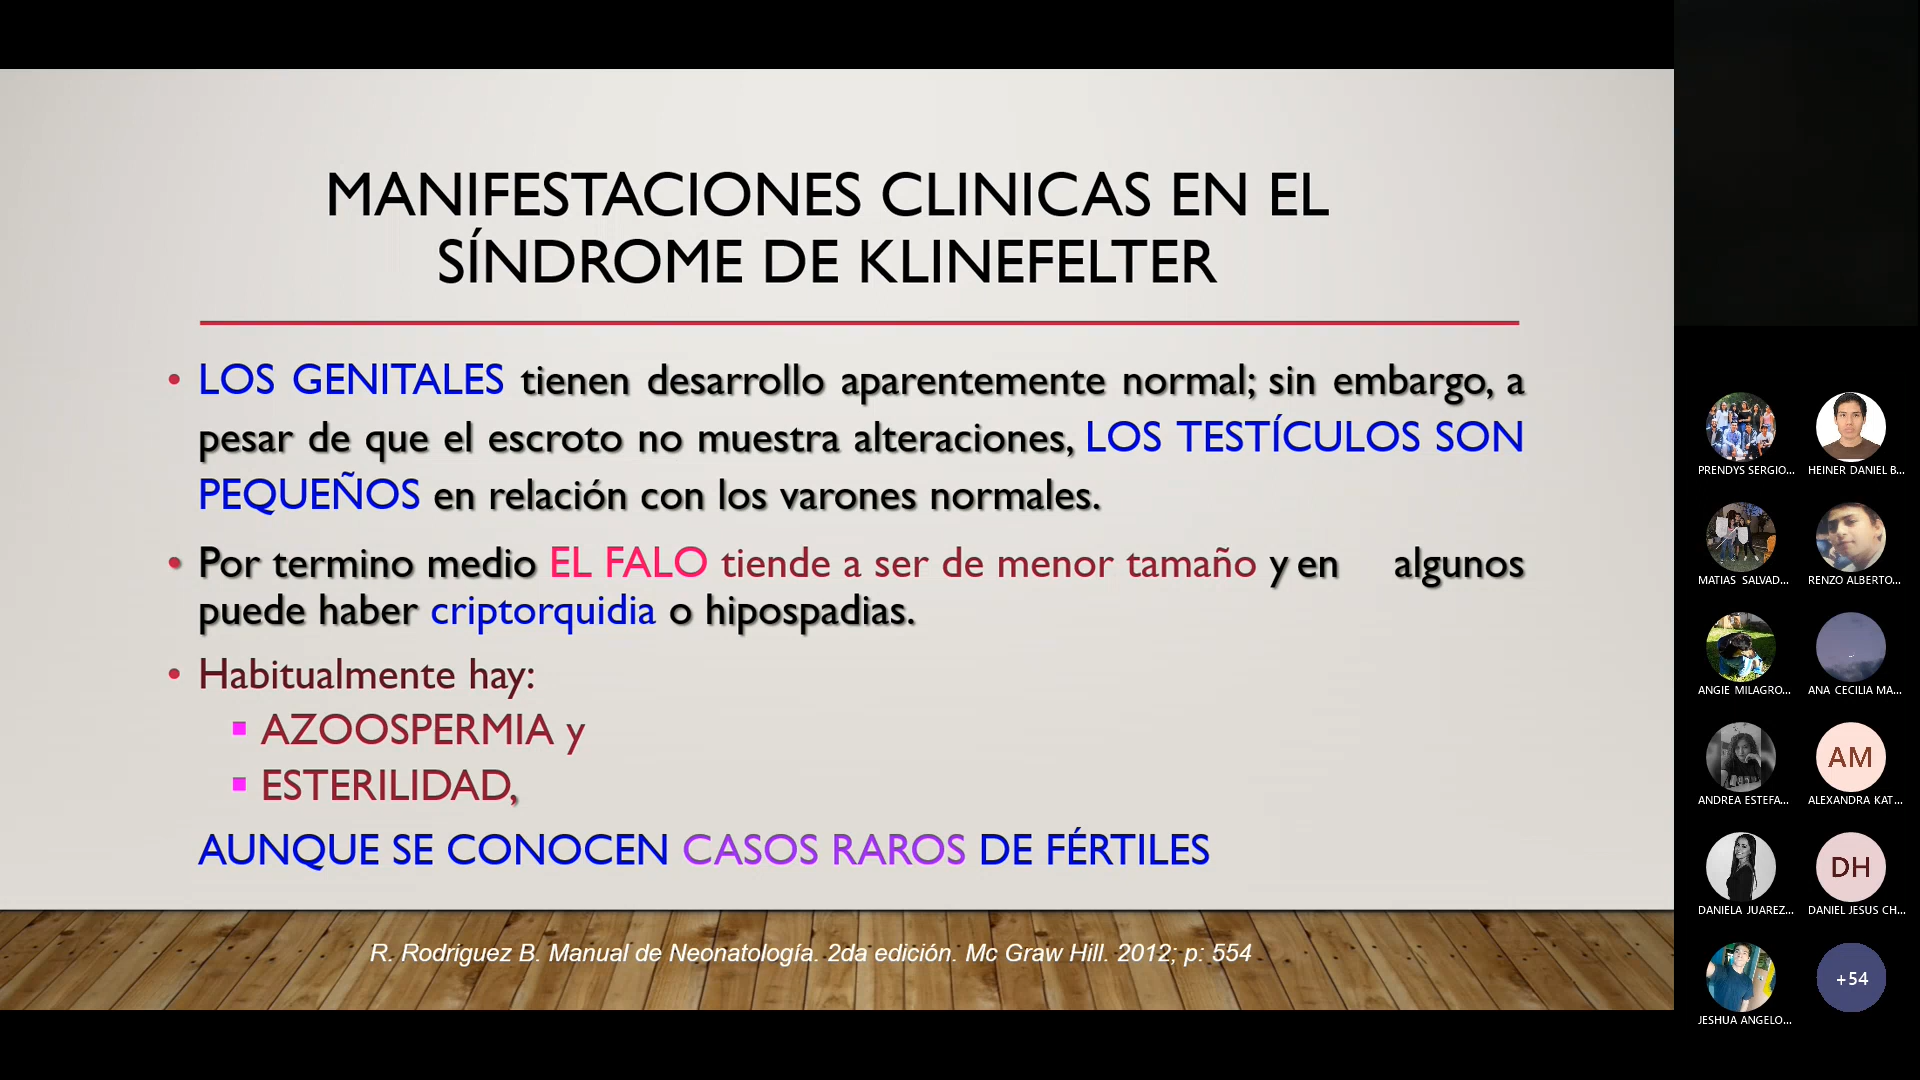 MANIFESTACIONES CLINICAS EN EL
SÍNDROME DE KLINEFELTER
• LOS GENITALES tienen desarrollo aparentemente normal; sin embargo, a
pesar de que el escroto no muestra alteraciones, LOS TESTÍCULOS SON
PEQUEÑOS en relación con los varones normales.
• Por termino medio EL FALO tiende a ser de menor tamaño y en algunos
puede haber criptorquidia o hipospadias.
• Habitualmente hay:
▪ AZOOSPERMIA y
▪ ESTERILIDAD,
AUNQUE SE CONOCEN CASOS RAROS DE FÉRTILES
R. Rodríguez B. Manual de Neonatología. 2da edición. Mc Graw Hill. 2012; p: 554
PRENDYS SERGIO...
HEINER DANIEL B...
MATIAS SALVAD...
RENZO ALBERTO...
ANGIE MILAGRO...
ANA CECILIA MA...
ANDREA ESTEFA...
AM
ALEXANDRA KAT...
DANIELA JUAREZ...
DH
DANIEL JESUS CH...
JESHUA ANGELO...
+54